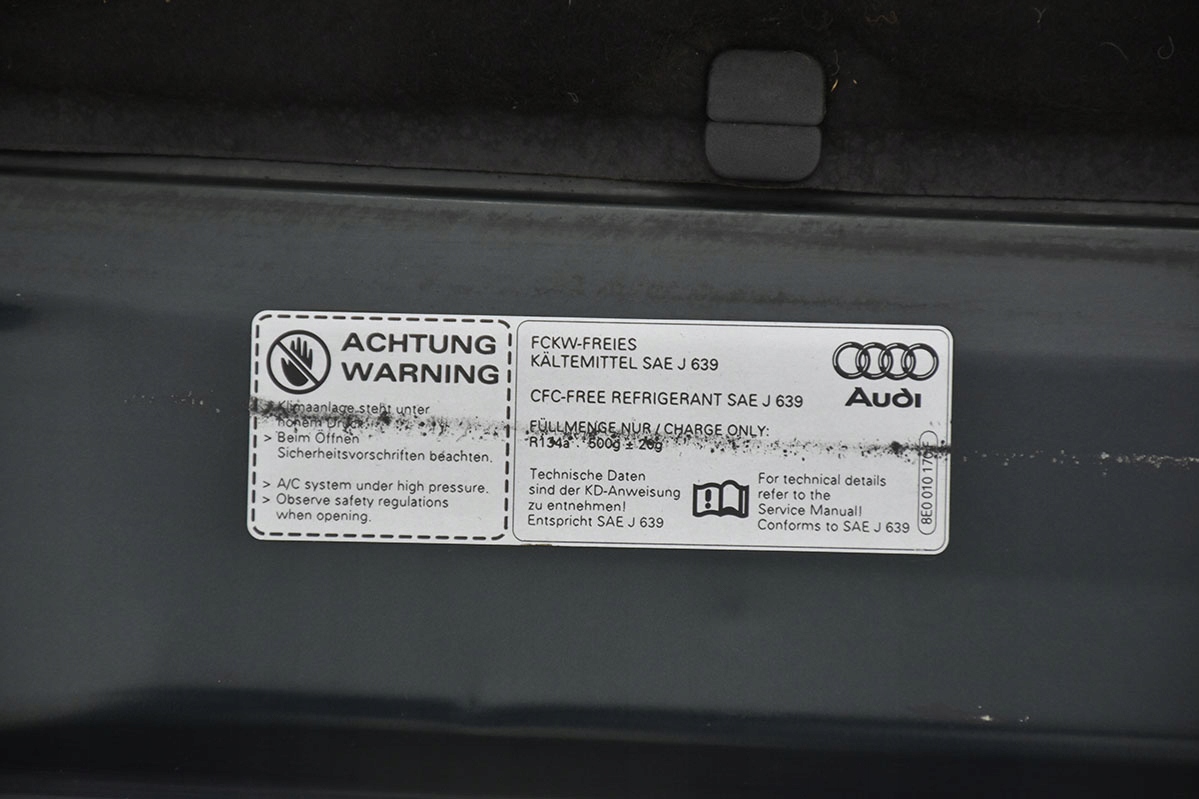 ACHTUNG
WARNING
> Klimaanlage steht unter
hohem Druck.
> Beim Öffnen
Sicherheitsvorschriften beachten.
> A/C system under high pressure.
> Observe safety regulations
when opening.
FCKW-FREIES
KÄLTEMITTEL SAE J 639
CFC-FREE REFRIGERANT SAE J 639
FÜLLMENGE NUR / CHARGE ONLY:
R134a : 500g ± 20g
Technische Daten
sind der KD-Anweisung
zu entnehmen!
Entspricht SAE J 639
For technical details
refer to the
Service Manual!
Conforms to SAE J 639
Audi
8E0 010 170